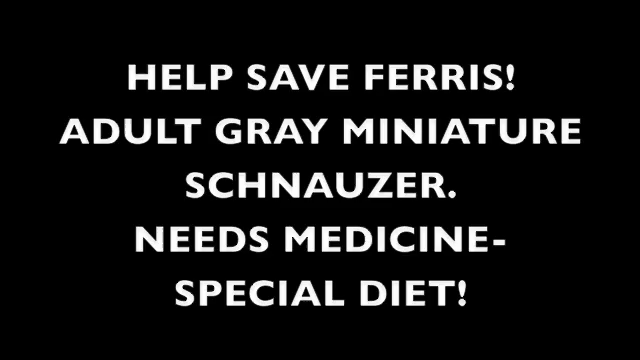 HELP SAVE FERRIS!
ADULT GRAY MINIATURE
SCHNAUZER.
NEEDS MEDICINE-
SPECIAL DIET!